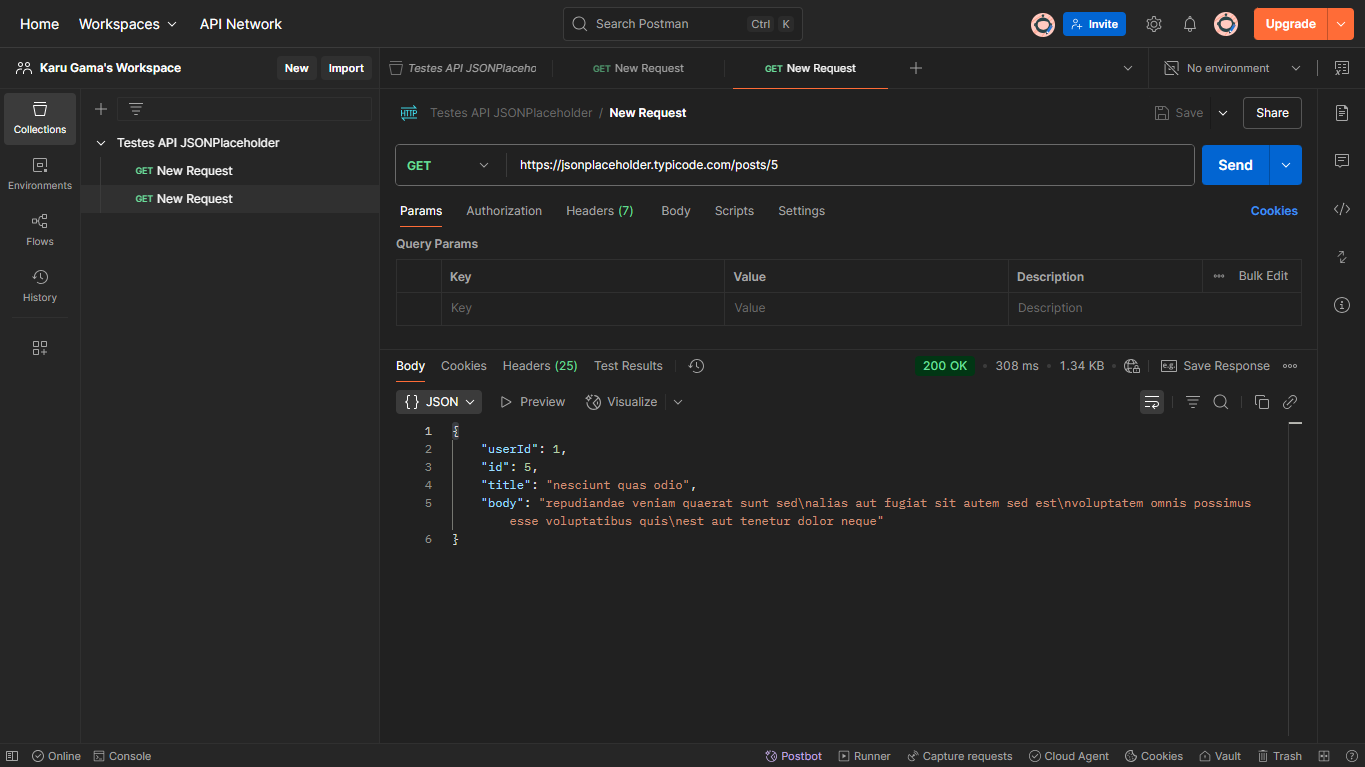 Home Workspaces API Network Search Postman Ctrl K Invite Upgrade
Karu Gama's Workspace New Import Testes API JSONPlaceho GET New Request GET New Request No environment
Collections
Environments
Flows
History
Testes API JSONPlaceholder
GET New Request
GET New Request
HTTP Testes API JSONPlaceholder / New Request Save Share
GET https://jsonplaceholder.typicode.com/posts/5 Send
Params Authorization Headers (7) Body Scripts Settings Cookies
Query Params
Key Value Description Bulk Edit
Key Value Description
Body Cookies Headers (25) Test Results 200 OK 308 ms 1.34 KB e.g. Save Response
{} JSON Preview Visualize
1 {
2 "userId": 1,
3 "id": 5,
4 "title": "nesciunt quas odio",
5 "body": "repudiandae veniam quaerat sunt sed\nalias aut fugiat sit autem sed est\nvoluptatem omnis possimus
esse voluptatibus quis\nest aut tenetur dolor neque"
6 }
Online Console Postbot Runner Capture requests Cloud Agent Cookies Vault Trash